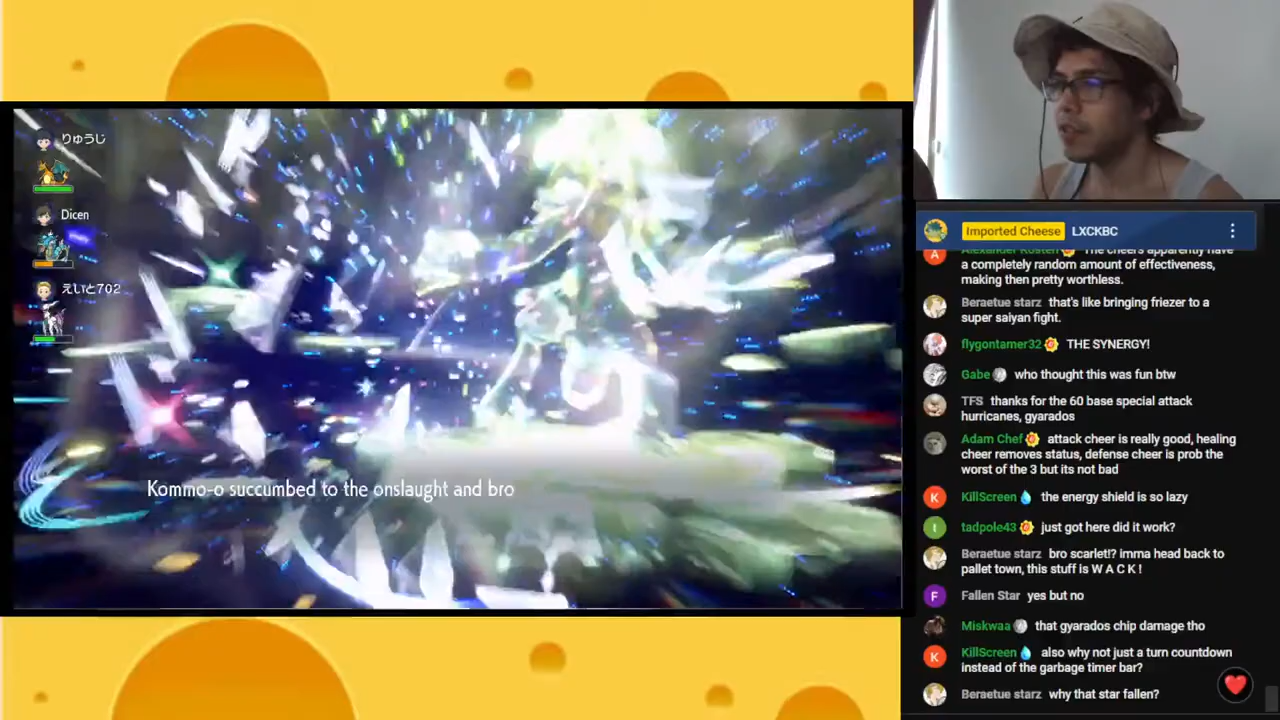 りゅうじ
Dicen
えいと702
Kommo-o succumbed to the onslaught and bro
Imported Cheese LXCKBC
The cheers apparently have
a completely random amount of effectiveness,
making then pretty worthless.
Beraetue starz that's like bringing friezer to a
super saiyan fight.
flygontamer32 THE SYNERGY!
Gabe who thought this was fun btw
TFS thanks for the 60 base special attack
hurricanes, gyarados
Adam Chef attack cheer is really good, healing
cheer removes status, defense cheer is prob the
worst of the 3 but its not bad
K KillScreen the energy shield is so lazy
t tadpole43 just got here did it work?
Beraetue starz bro scarlet!? imma head back to
pallet town, this stuff is W A C K !
F Fallen Star yes but no
Miskwaa that gyarados chip damage tho
K KillScreen also why not just a turn countdown
instead of the garbage timer bar?
Beraetue starz why that star fallen?